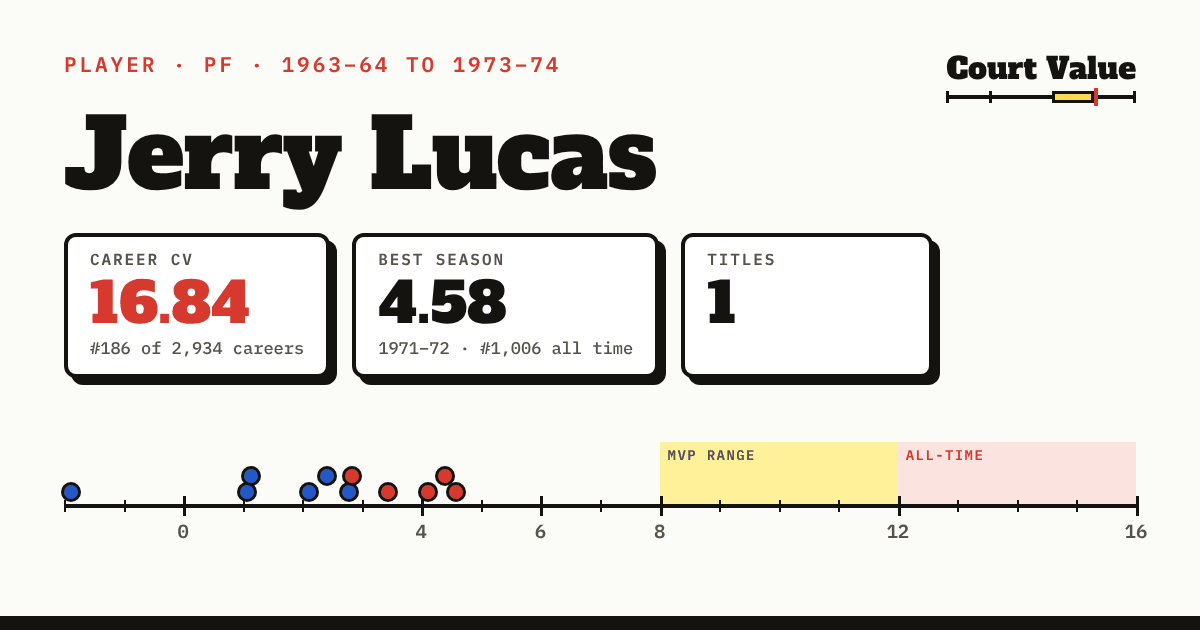 PLAYER · PF · 1963–64 TO 1973–74
Court Value
Jerry Lucas
CAREER CV
16.84
#186 of 2,934 careers
BEST SEASON
4.58
1971–72 · #1,006 all time
TITLES
1
MVP RANGE
ALL-TIME
0 4 6 8 12 16